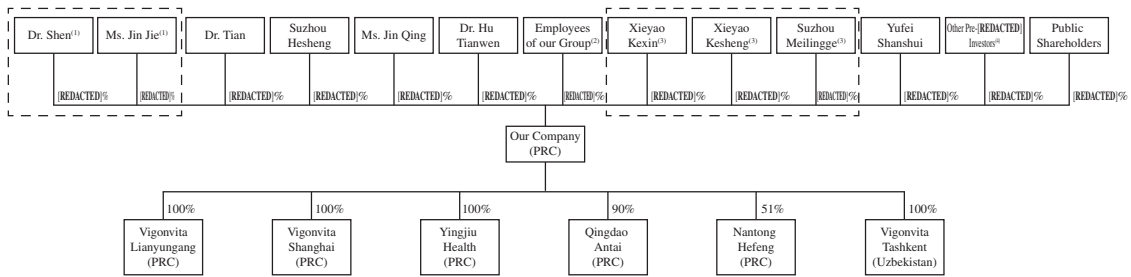 Dr. Shen(1)
Ms. Jin Jie(1)
Dr. Tian
Suzhou
Hesheng
Ms. Jin Qing
Dr. Hu
Tianwen
Employees
of our Group(2)
Xieyao
Kexin(3)
Xieyao
Kesheng(3)
Suzhou
Meilingge(3)
Yufei
Shanshui
Other Pre-[REDACTED]
Investors(4)
Public
Shareholders
[REDACTED]%
[REDACTED]%
[REDACTED]%
[REDACTED]%
[REDACTED]%
[REDACTED]%
[REDACTED]%
[REDACTED]%
[REDACTED]%
[REDACTED]%
[REDACTED]%
[REDACTED]%
[REDACTED]%
Our Company
(PRC)
100%
100%
100%
90%
51%
100%
Vigonvita
Lianyungang
(PRC)
Vigonvita
Shanghai
(PRC)
Yingjiu
Health
(PRC)
Qingdao
Antai
(PRC)
Nantong
Hefeng
(PRC)
Vigonvita
Tashkent
(Uzbekistan)